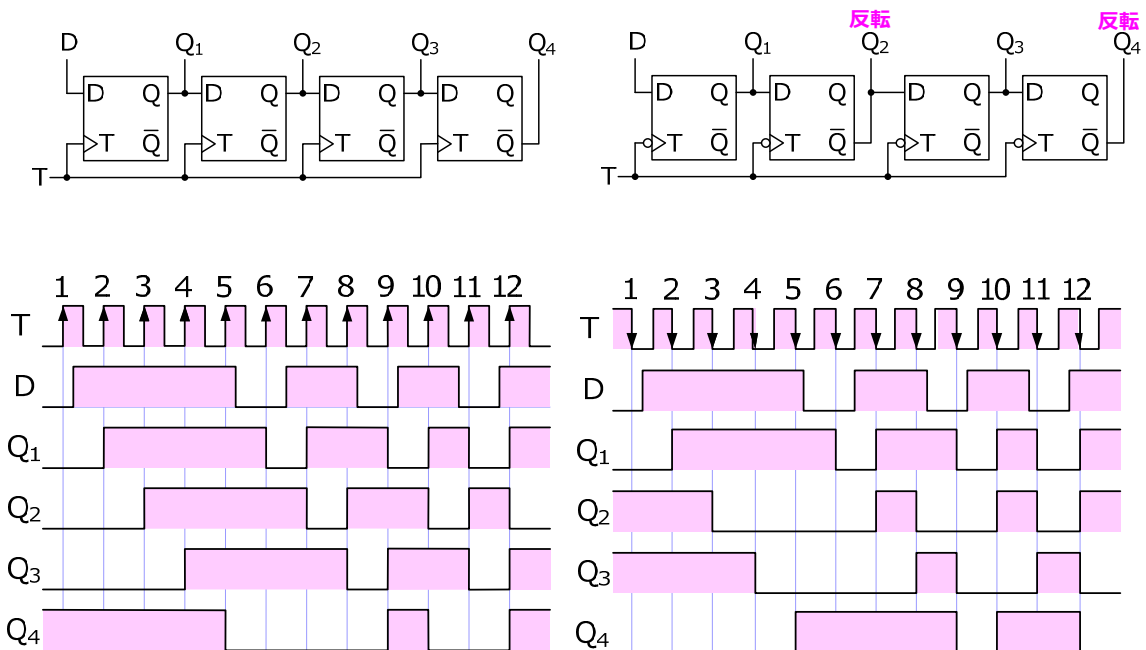 反転 反転
D Q1 Q2 Q3 Q4
D Q D Q D Q D Q
T Q̅ T Q̅ T Q̅ T Q̅
T
D Q1 Q2 Q3 Q4
D Q D Q D Q D Q
T Q̅ T Q̅ T Q̅ T Q̅
T
1 2 3 4 5 6 7 8 9 10 11 12
T
D
Q1
Q2
Q3
Q4
1 2 3 4 5 6 7 8 9 10 11 12
T
D
Q1
Q2
Q3
Q4